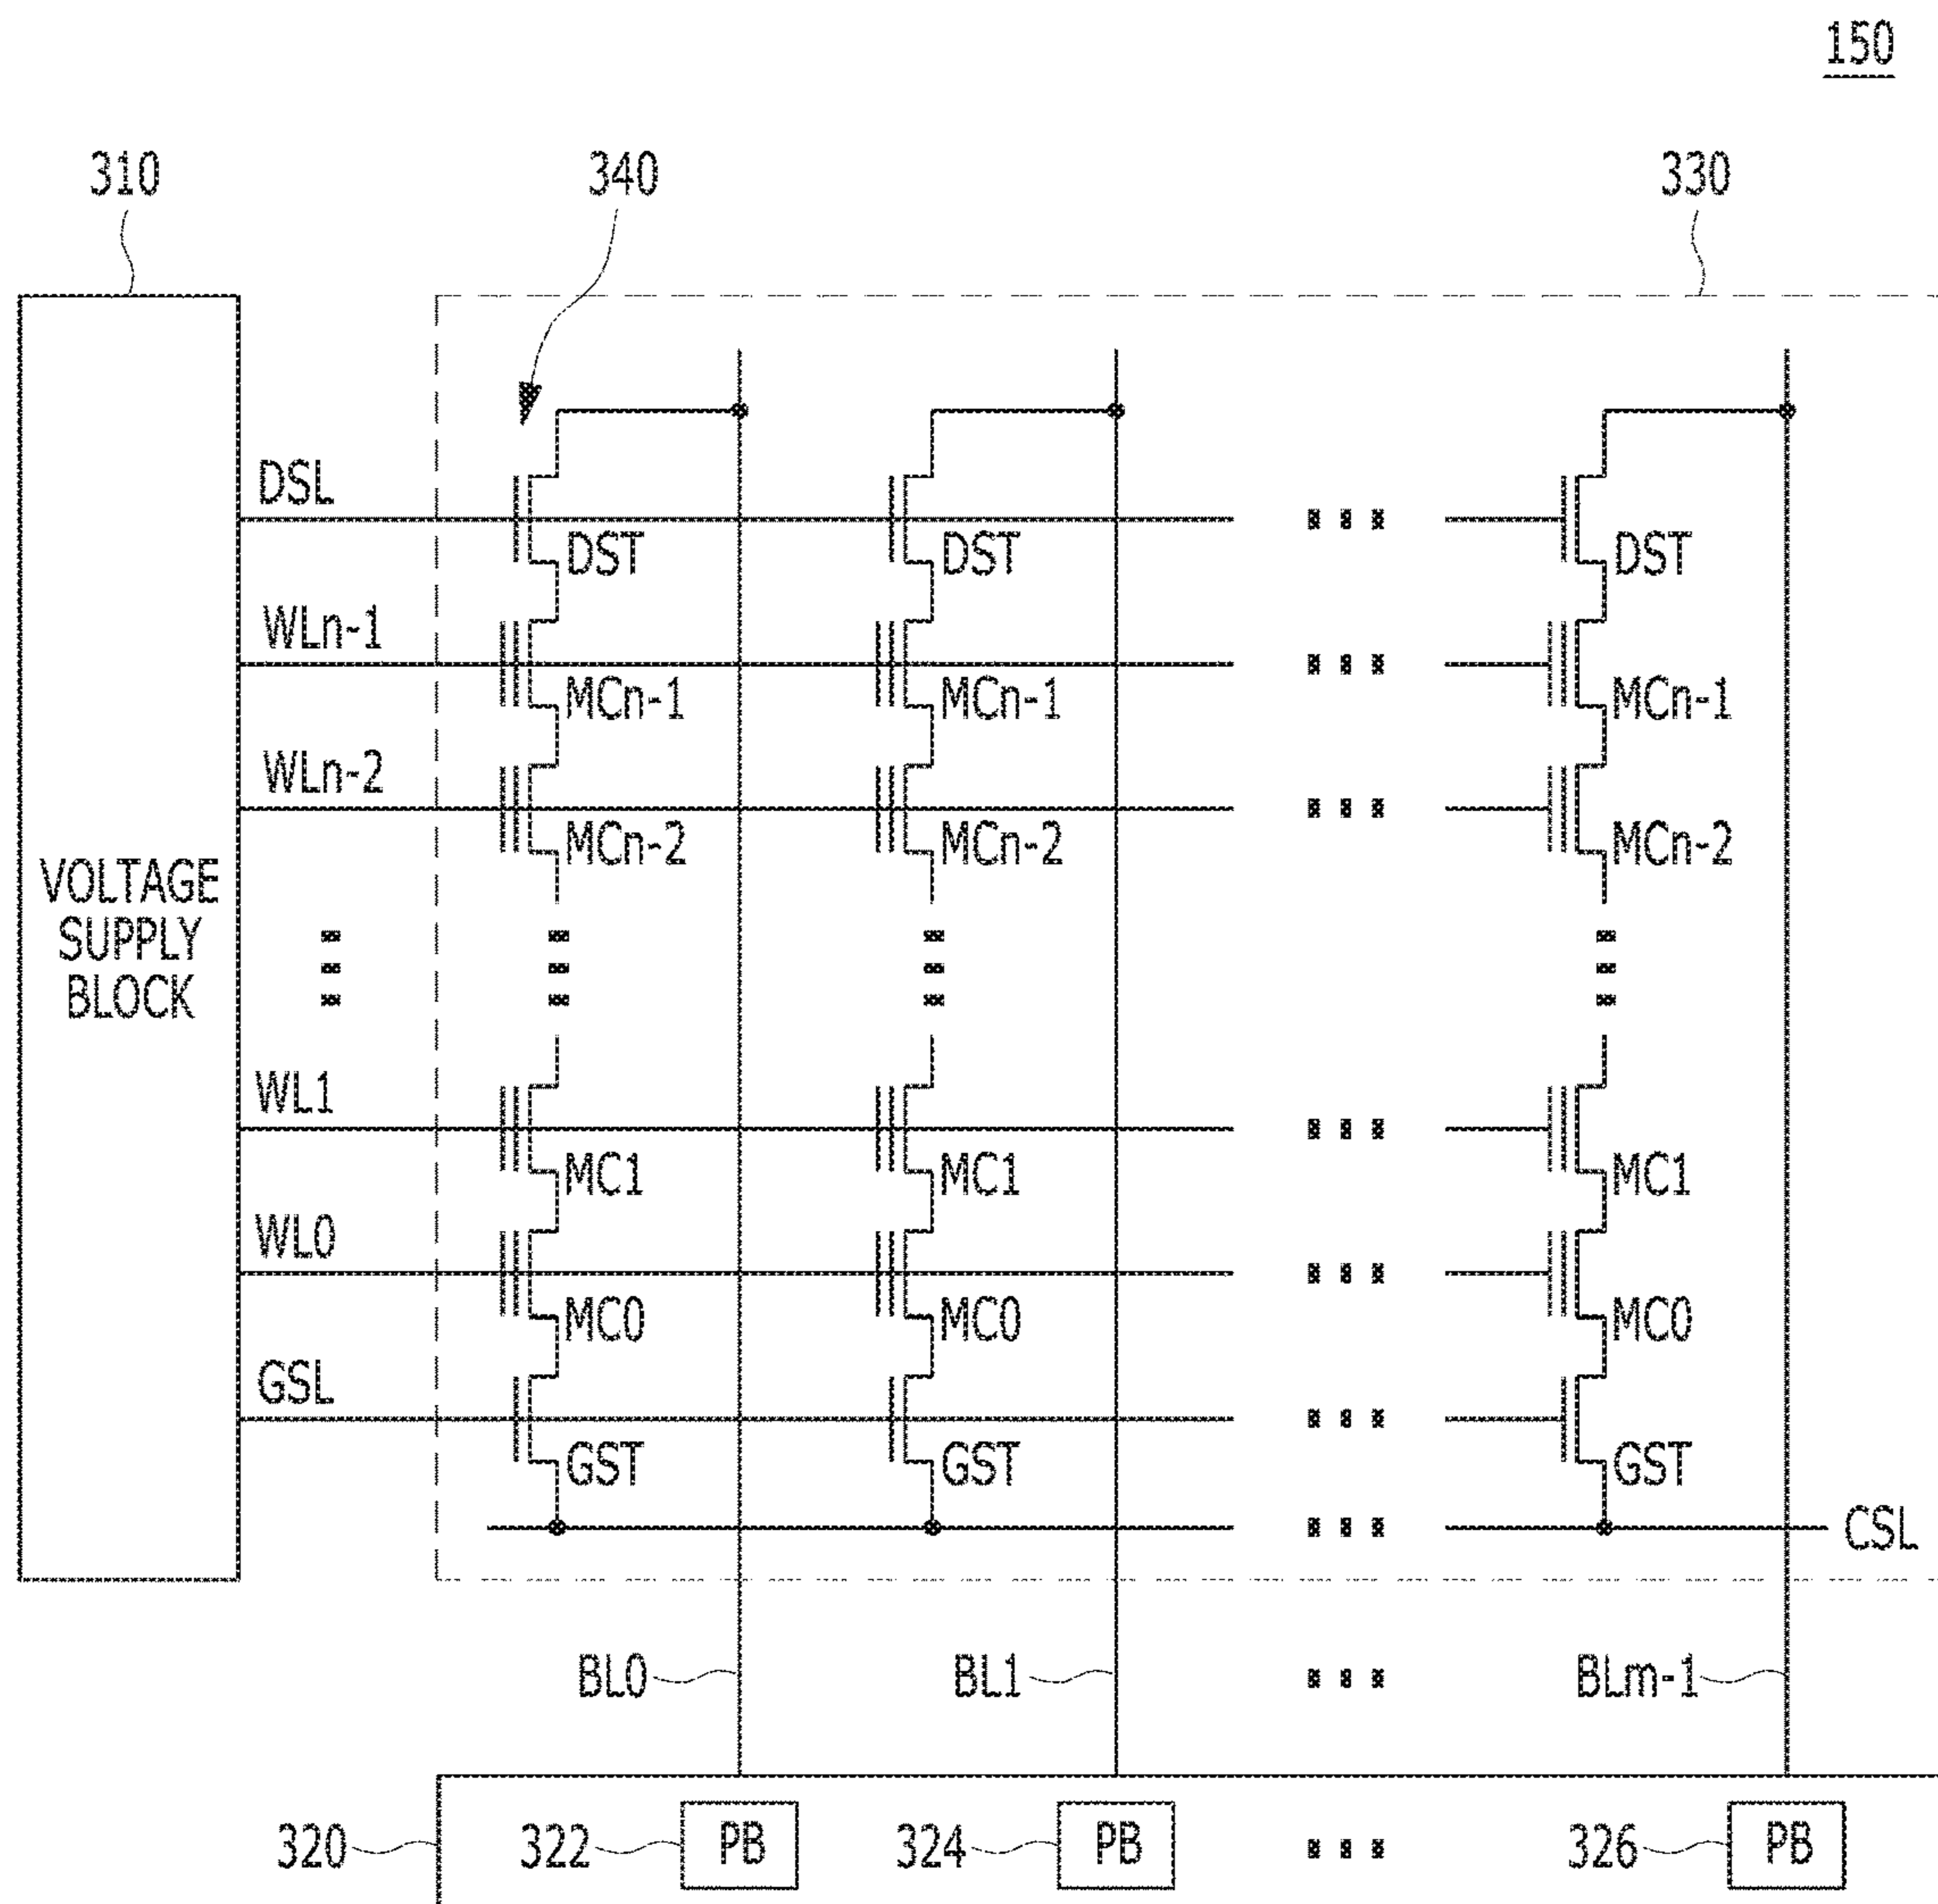 150
310 340 330
DSL
DST DST DST
WLn-1
MCn-1 MCn-1 MCn-1
WLn-2
MCn-2 MCn-2 MCn-2
VOLTAGE
SUPPLY
BLOCK
WL1
MC1 MC1 MC1
WL0
MC0 MC0 MC0
GSL
GST GST GST
CSL
BL0 BL1 BLm-1
320 322 PB 324 PB 326 PB